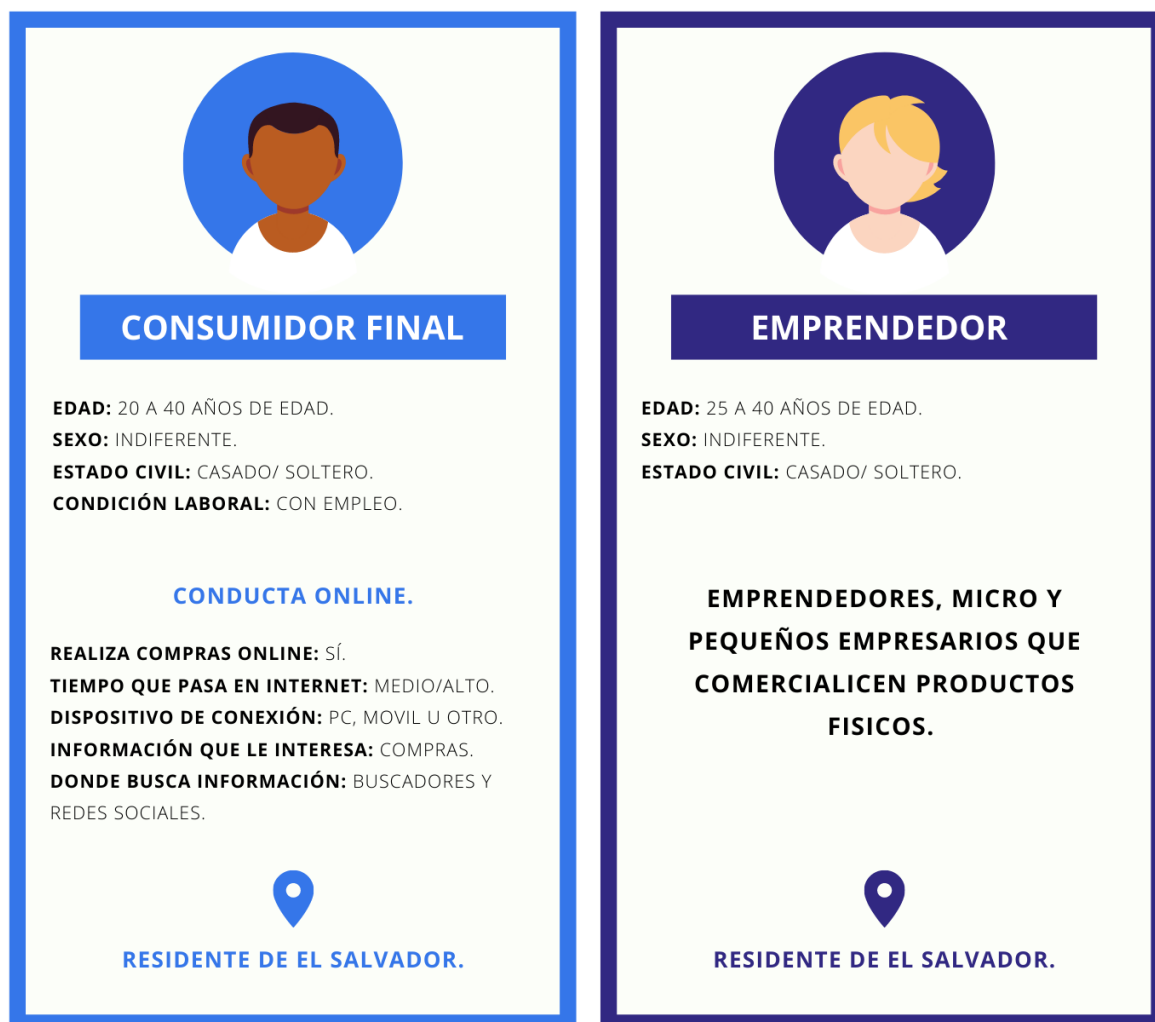 CONSUMIDOR FINAL
EDAD: 20 A 40 AÑOS DE EDAD.
SEXO: INDIFERENTE.
ESTADO CIVIL: CASADO/ SOLTERO.
CONDICIÓN LABORAL: CON EMPLEO.
CONDUCTA ONLINE.
REALIZA COMPRAS ONLINE: SÍ.
TIEMPO QUE PASA EN INTERNET: MEDIO/ALTO.
DISPOSITIVO DE CONEXIÓN: PC, MOVIL U OTRO.
INFORMACIÓN QUE LE INTERESA: COMPRAS.
DONDE BUSCA INFORMACIÓN: BUSCADORES Y
REDES SOCIALES.
RESIDENTE DE EL SALVADOR.
EMPRENDEDOR
EDAD: 25 A 40 AÑOS DE EDAD.
SEXO: INDIFERENTE.
ESTADO CIVIL: CASADO/ SOLTERO.
EMPRENDEDORES, MICRO Y
PEQUEÑOS EMPRESARIOS QUE
COMERCIALICEN PRODUCTOS
FISICOS.
RESIDENTE DE EL SALVADOR.